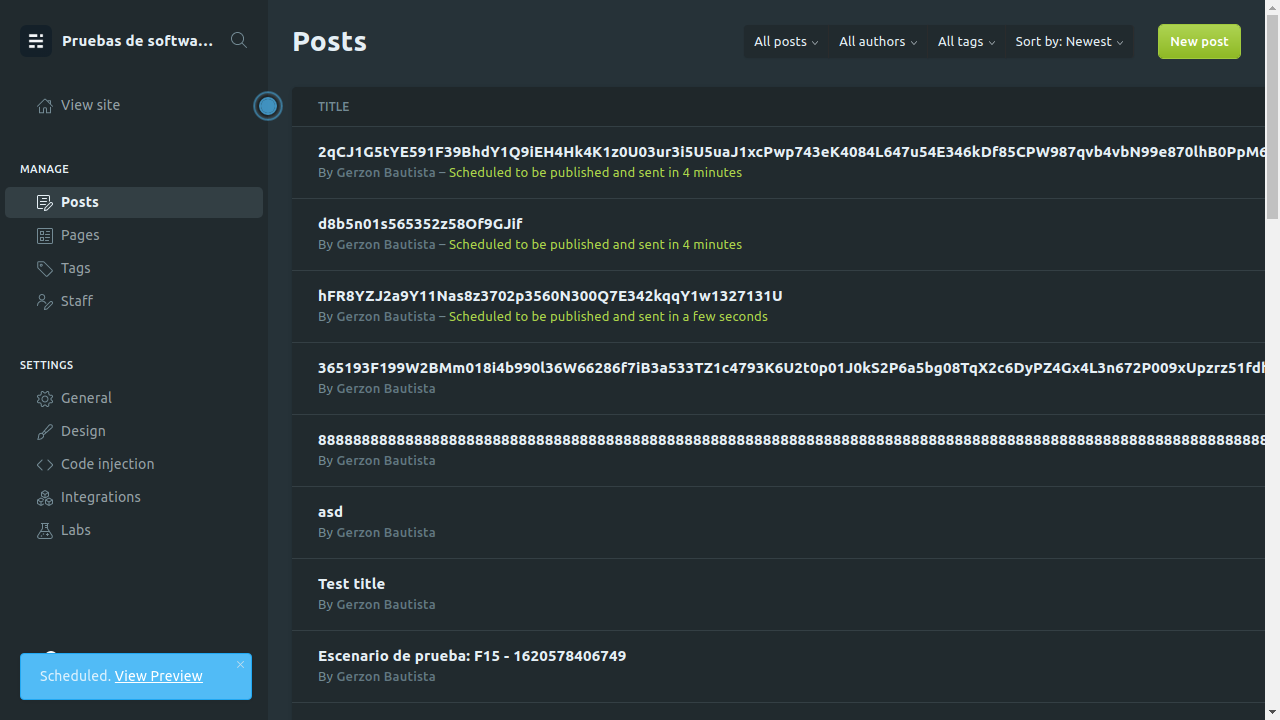 Pruebas de softwa...
View site
MANAGE
Posts
Pages
Tags
Staff
SETTINGS
General
Design
Code injection
Integrations
Labs
Scheduled. View Preview
Posts
All posts
All authors
All tags
Sort by: Newest
New post
TITLE
2qCJ1G5tYE591F39BhdY1Q9iEH4Hk4K1z0U03ur3i5U5uaJ1xcPwp743eK4084L647u54E346kDf85CPW987qvb4vbN99e870lhB0PpM6
By Gerzon Bautista – Scheduled to be published and sent in 4 minutes
d8b5n01s565352z58Of9GJif
By Gerzon Bautista – Scheduled to be published and sent in 4 minutes
hFR8YZJ2a9Y11Nas8z3702p3560N300Q7E342kqqY1w1327131U
By Gerzon Bautista – Scheduled to be published and sent in a few seconds
365193F199W2BMm018i4b990l36W66286f7iB3a533TZ1c4793K6U2t0p01J0kS2P6a5bg08TqX2c6DyPZ4Gx4L3n672P009xUpzrz51fdh
By Gerzon Bautista
By Gerzon Bautista
asd
By Gerzon Bautista
Test title
By Gerzon Bautista
Escenario de prueba: F15 - 1620578406749
By Gerzon Bautista